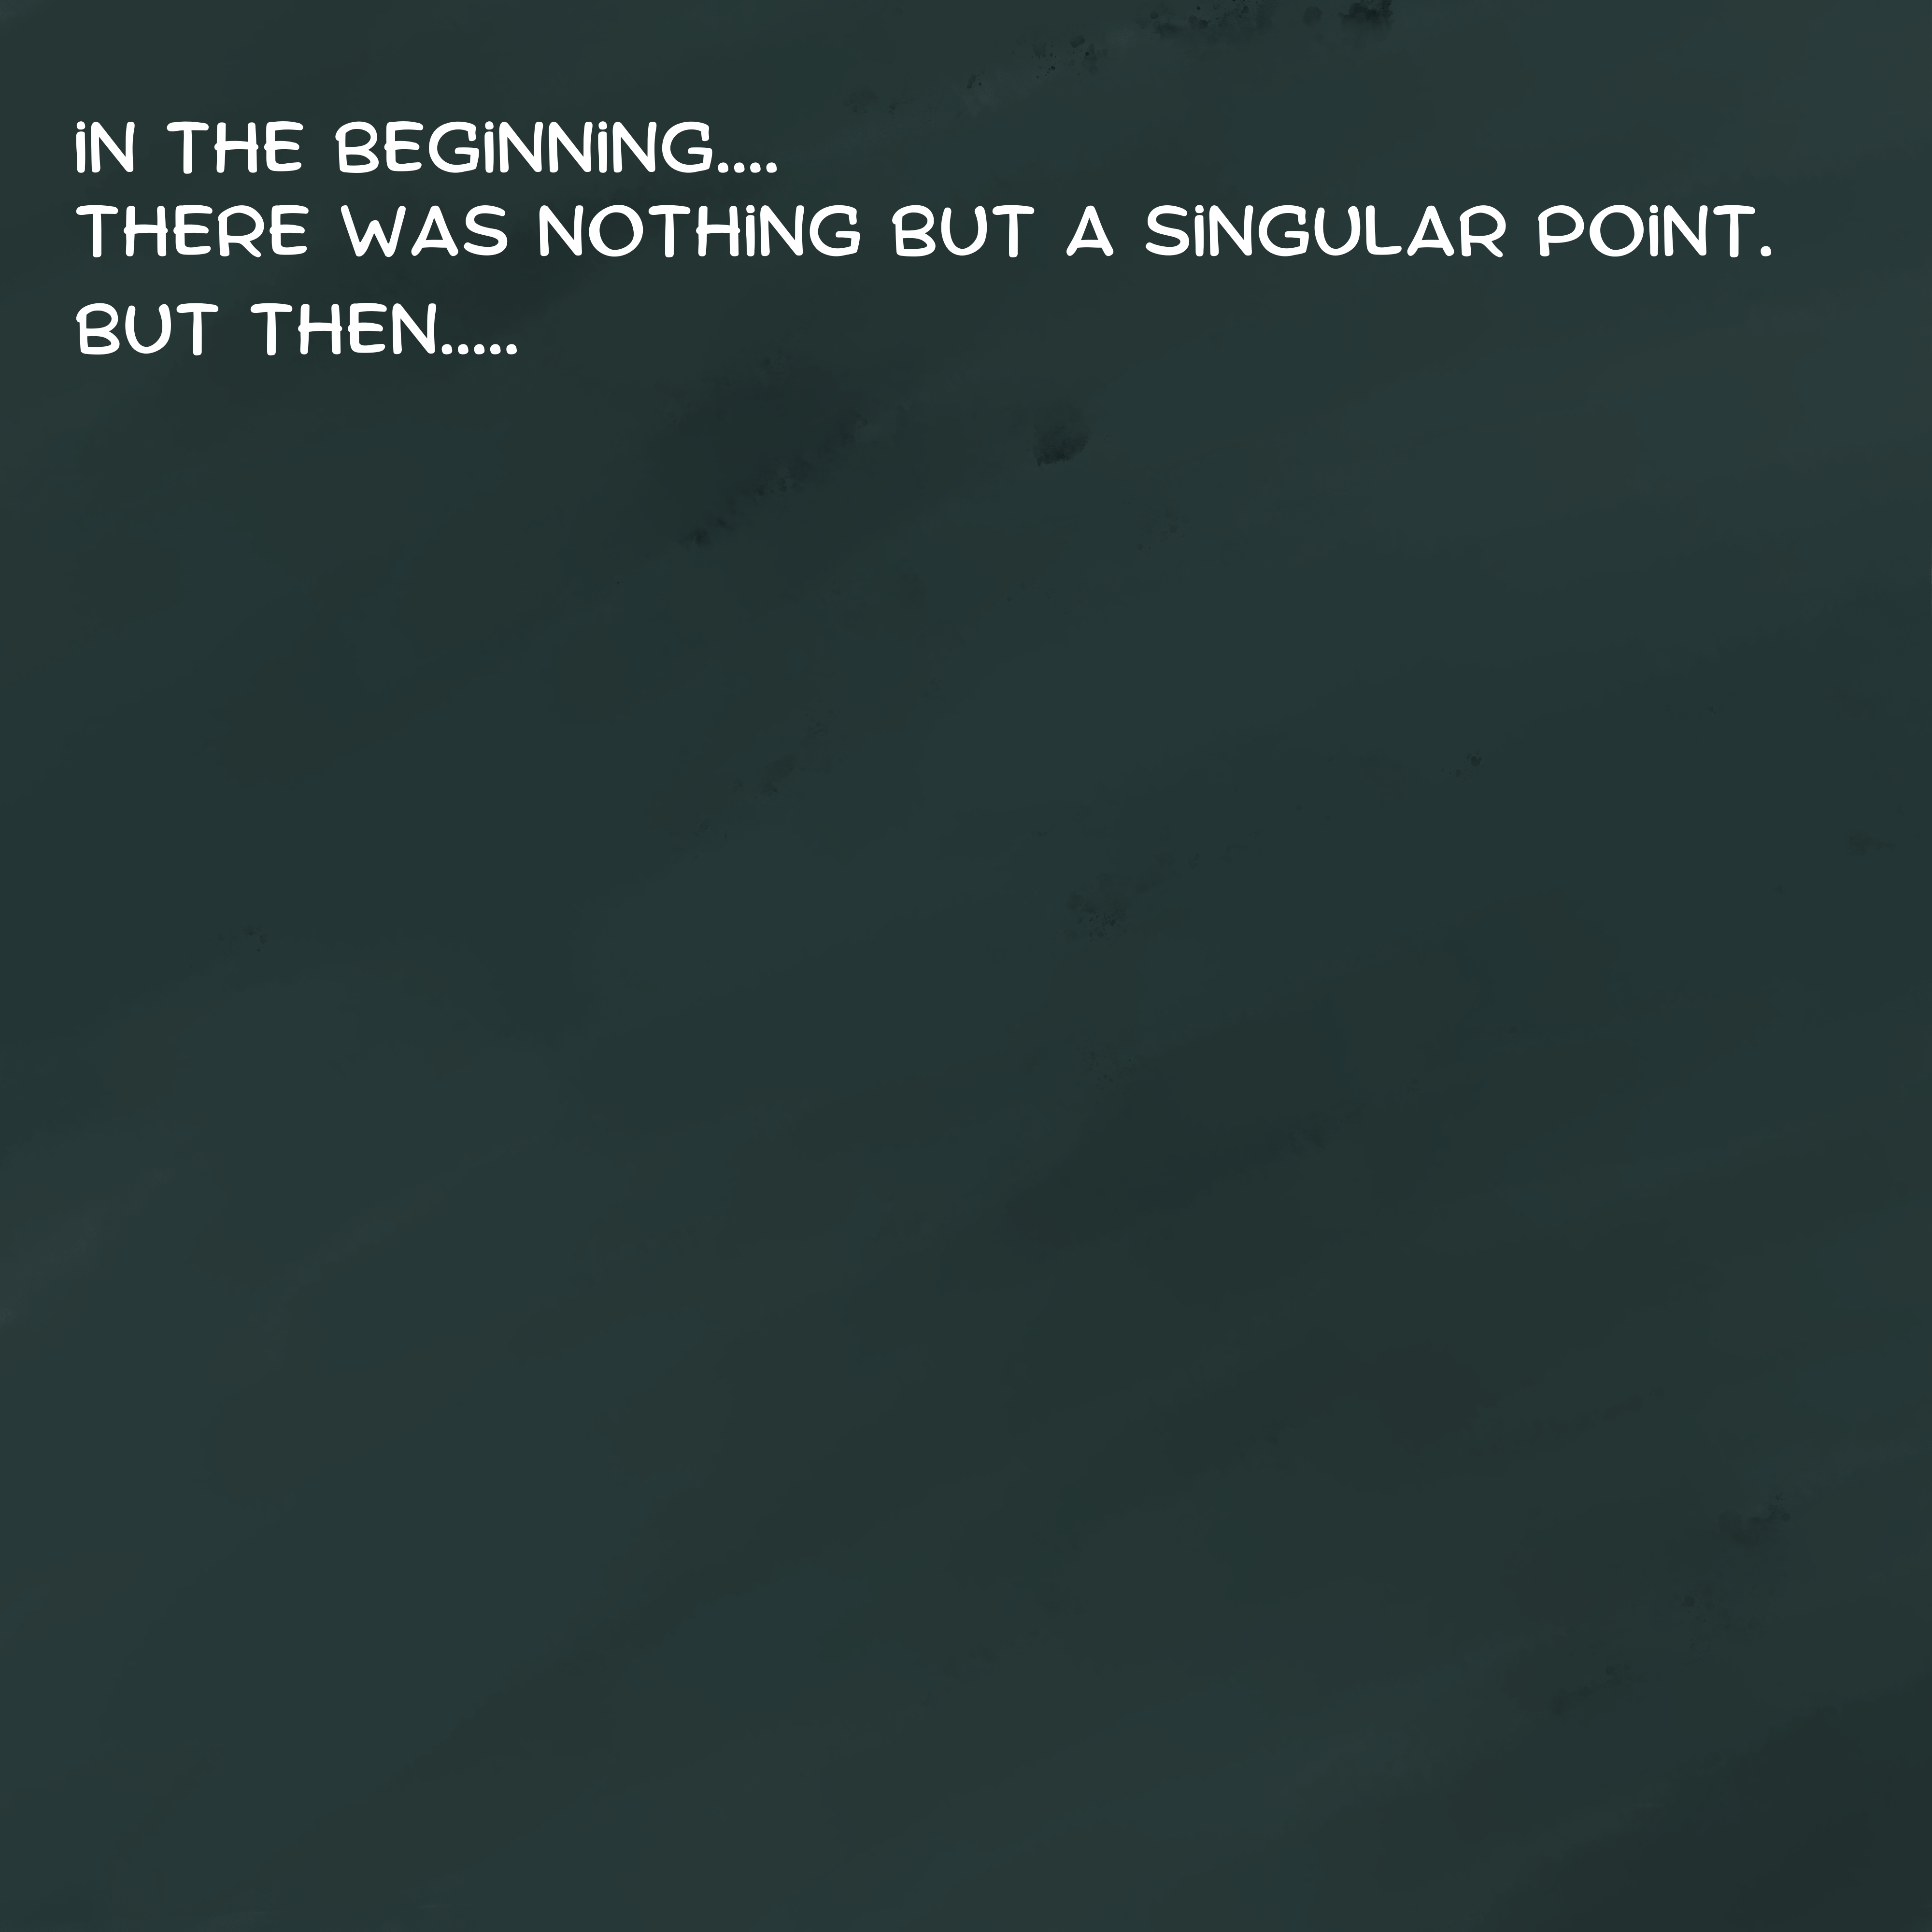 iN THE BEGiNNiNG....
THERE WAS NOTHiNG BUT A SiNGULAR POiNT.
BUT THEN.....